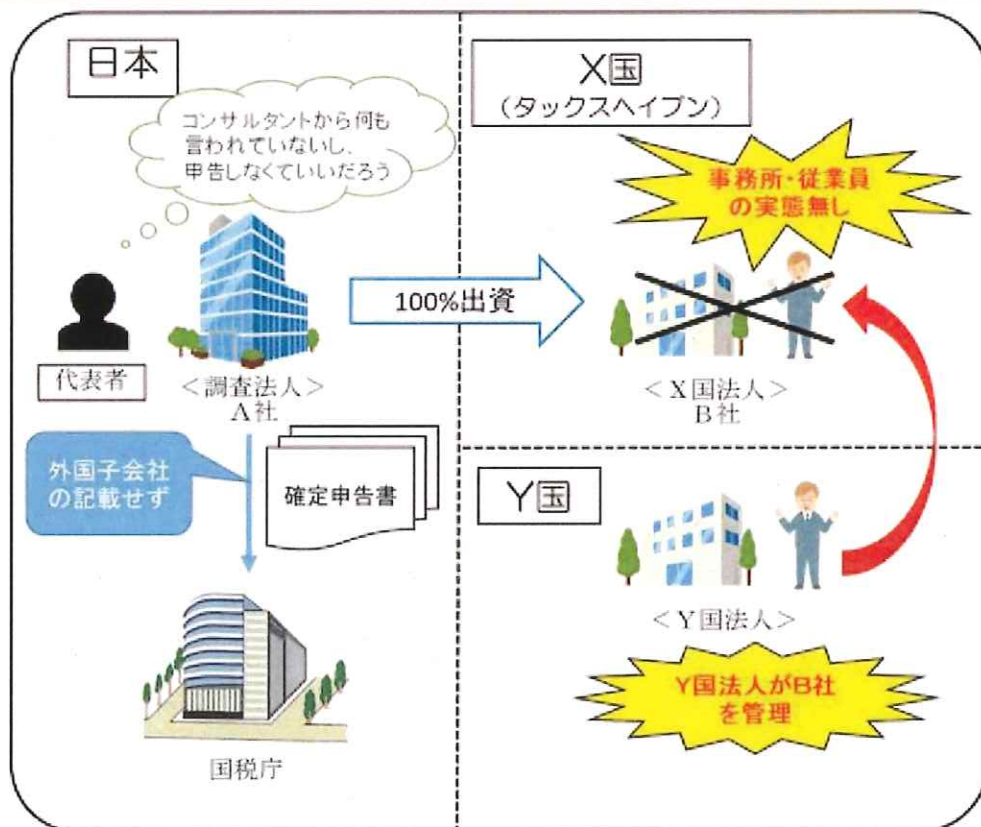 日本
コンサルタントから何も
言われていないし、
申告しなくていいだろう
代表者
<調査法人>
A社
100%出資
外国子会社
の記載せず
確定申告書
国税庁
X国
(タックスヘイブン)
事務所・従業員
の実態無し
<X国法人>
B社
Y国
<Y国法人>
Y国法人がB社
を管理